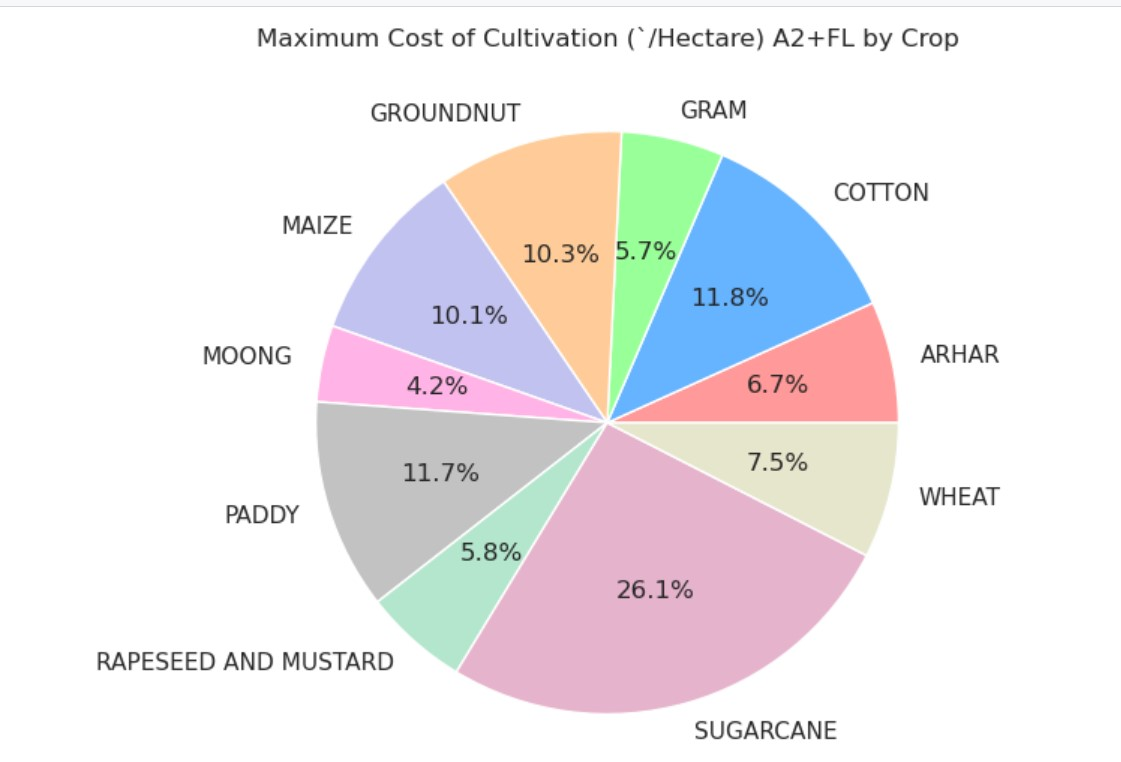 Maximum Cost of Cultivation (`/Hectare) A2+FL by Crop
GROUNDNUT
GRAM
COTTON
MAIZE
10.3%
5.7%
11.8%
10.1%
MOONG
ARHAR
4.2%
6.7%
11.7%
7.5%
PADDY
WHEAT
5.8%
26.1%
RAPESEED AND MUSTARD
SUGARCANE